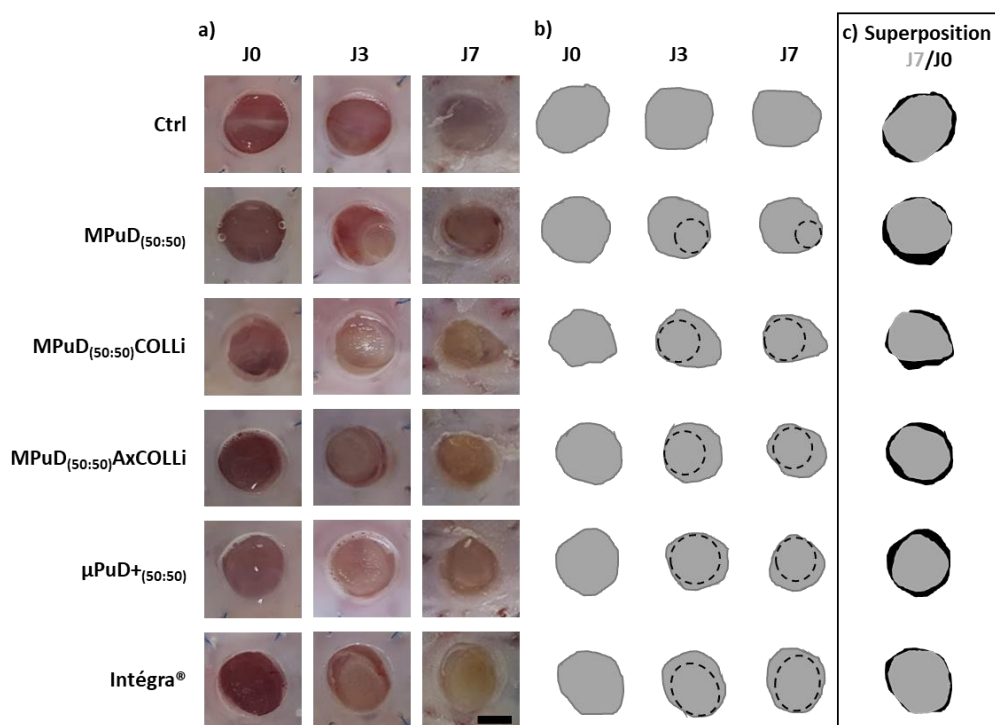 a) b) c) Superposition
J0 J3 J7 J0 J3 J7 J7/J0
Ctrl
MPuD(50:50)
MPuD(50:50)COLLi
MPuD(50:50)AxCOLLi
µPuD+(50:50)
Intégra®